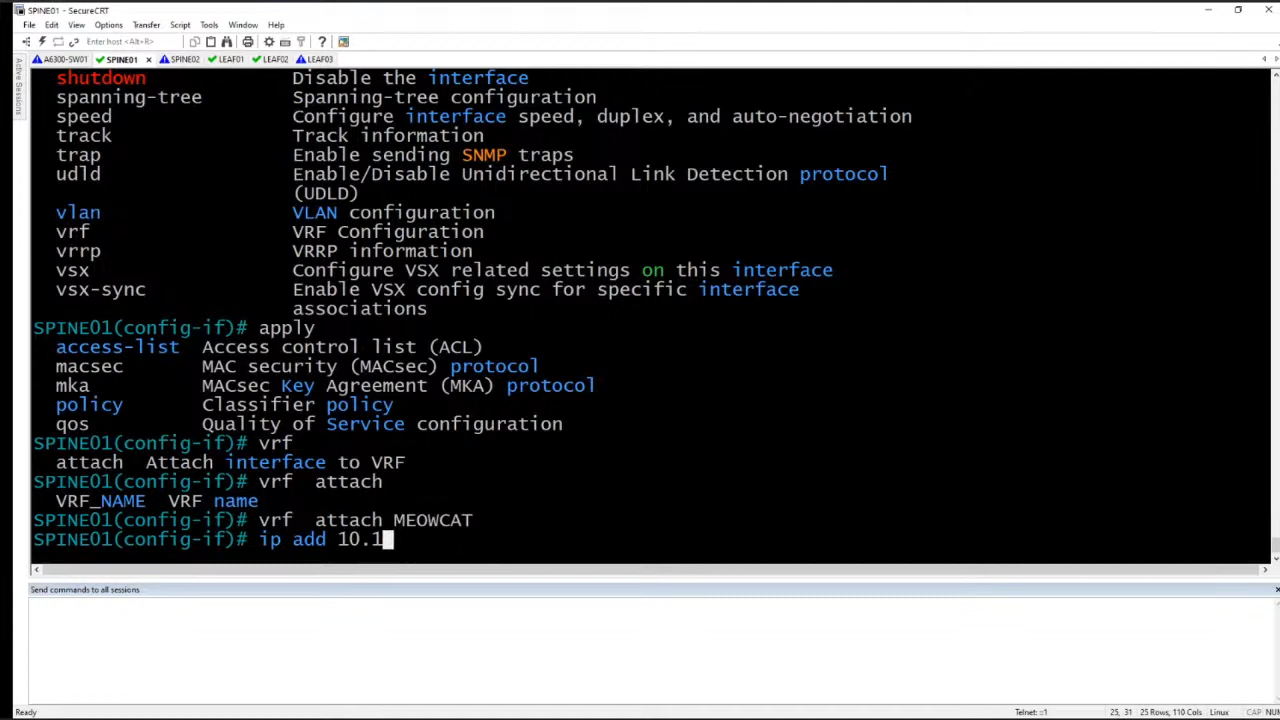 SPINE01 - SecureCRT
File Edit View Options Transfer Script Tools Window Help
Enter host <Alt+R>
A6300-SW01 SPINE01 × SPINE02 LEAF01 LEAF02 LEAF03
Active Sessions
shutdown Disable the interface
spanning-tree Spanning-tree configuration
speed Configure interface speed, duplex, and auto-negotiation
track Track information
trap Enable sending SNMP traps
udld Enable/Disable Unidirectional Link Detection protocol
(UDLD)
vlan VLAN configuration
vrf VRF Configuration
vrrp VRRP information
vsx Configure VSX related settings on this interface
vsx-sync Enable VSX config sync for specific interface
associations
SPINE01(config-if)# apply
access-list Access control list (ACL)
macsec MAC security (MACsec) protocol
mka MACsec Key Agreement (MKA) protocol
policy Classifier policy
qos Quality of Service configuration
SPINE01(config-if)# vrf
attach Attach interface to VRF
SPINE01(config-if)# vrf attach
VRF_NAME VRF name
SPINE01(config-if)# vrf attach MEOWCAT
SPINE01(config-if)# ip add 10.1
Send commands to all sessions
Ready Telnet: ::1 25, 31 25 Rows, 110 Cols Linux CAP NUM